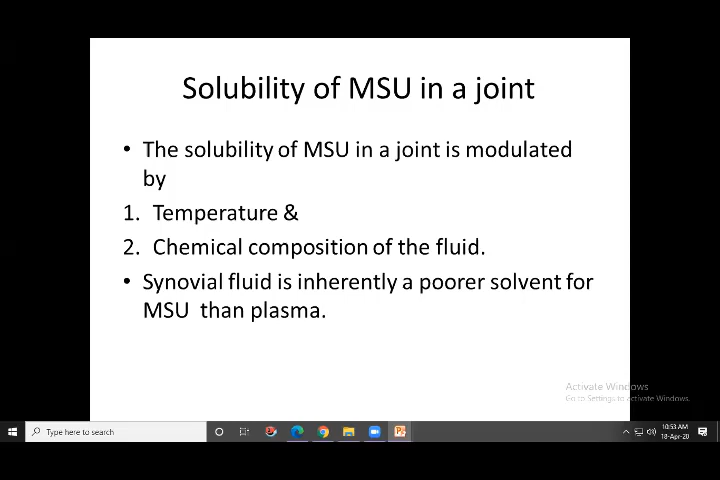 Solubility of MSU in a joint
• The solubility of MSU in a joint is modulated
by
1. Temperature &
2. Chemical composition of the fluid.
• Synovial fluid is inherently a poorer solvent for
MSU than plasma.
Activate Windows
Go to Settings to activate Windows.
Type here to search
10:53 AM
18-Apr-20